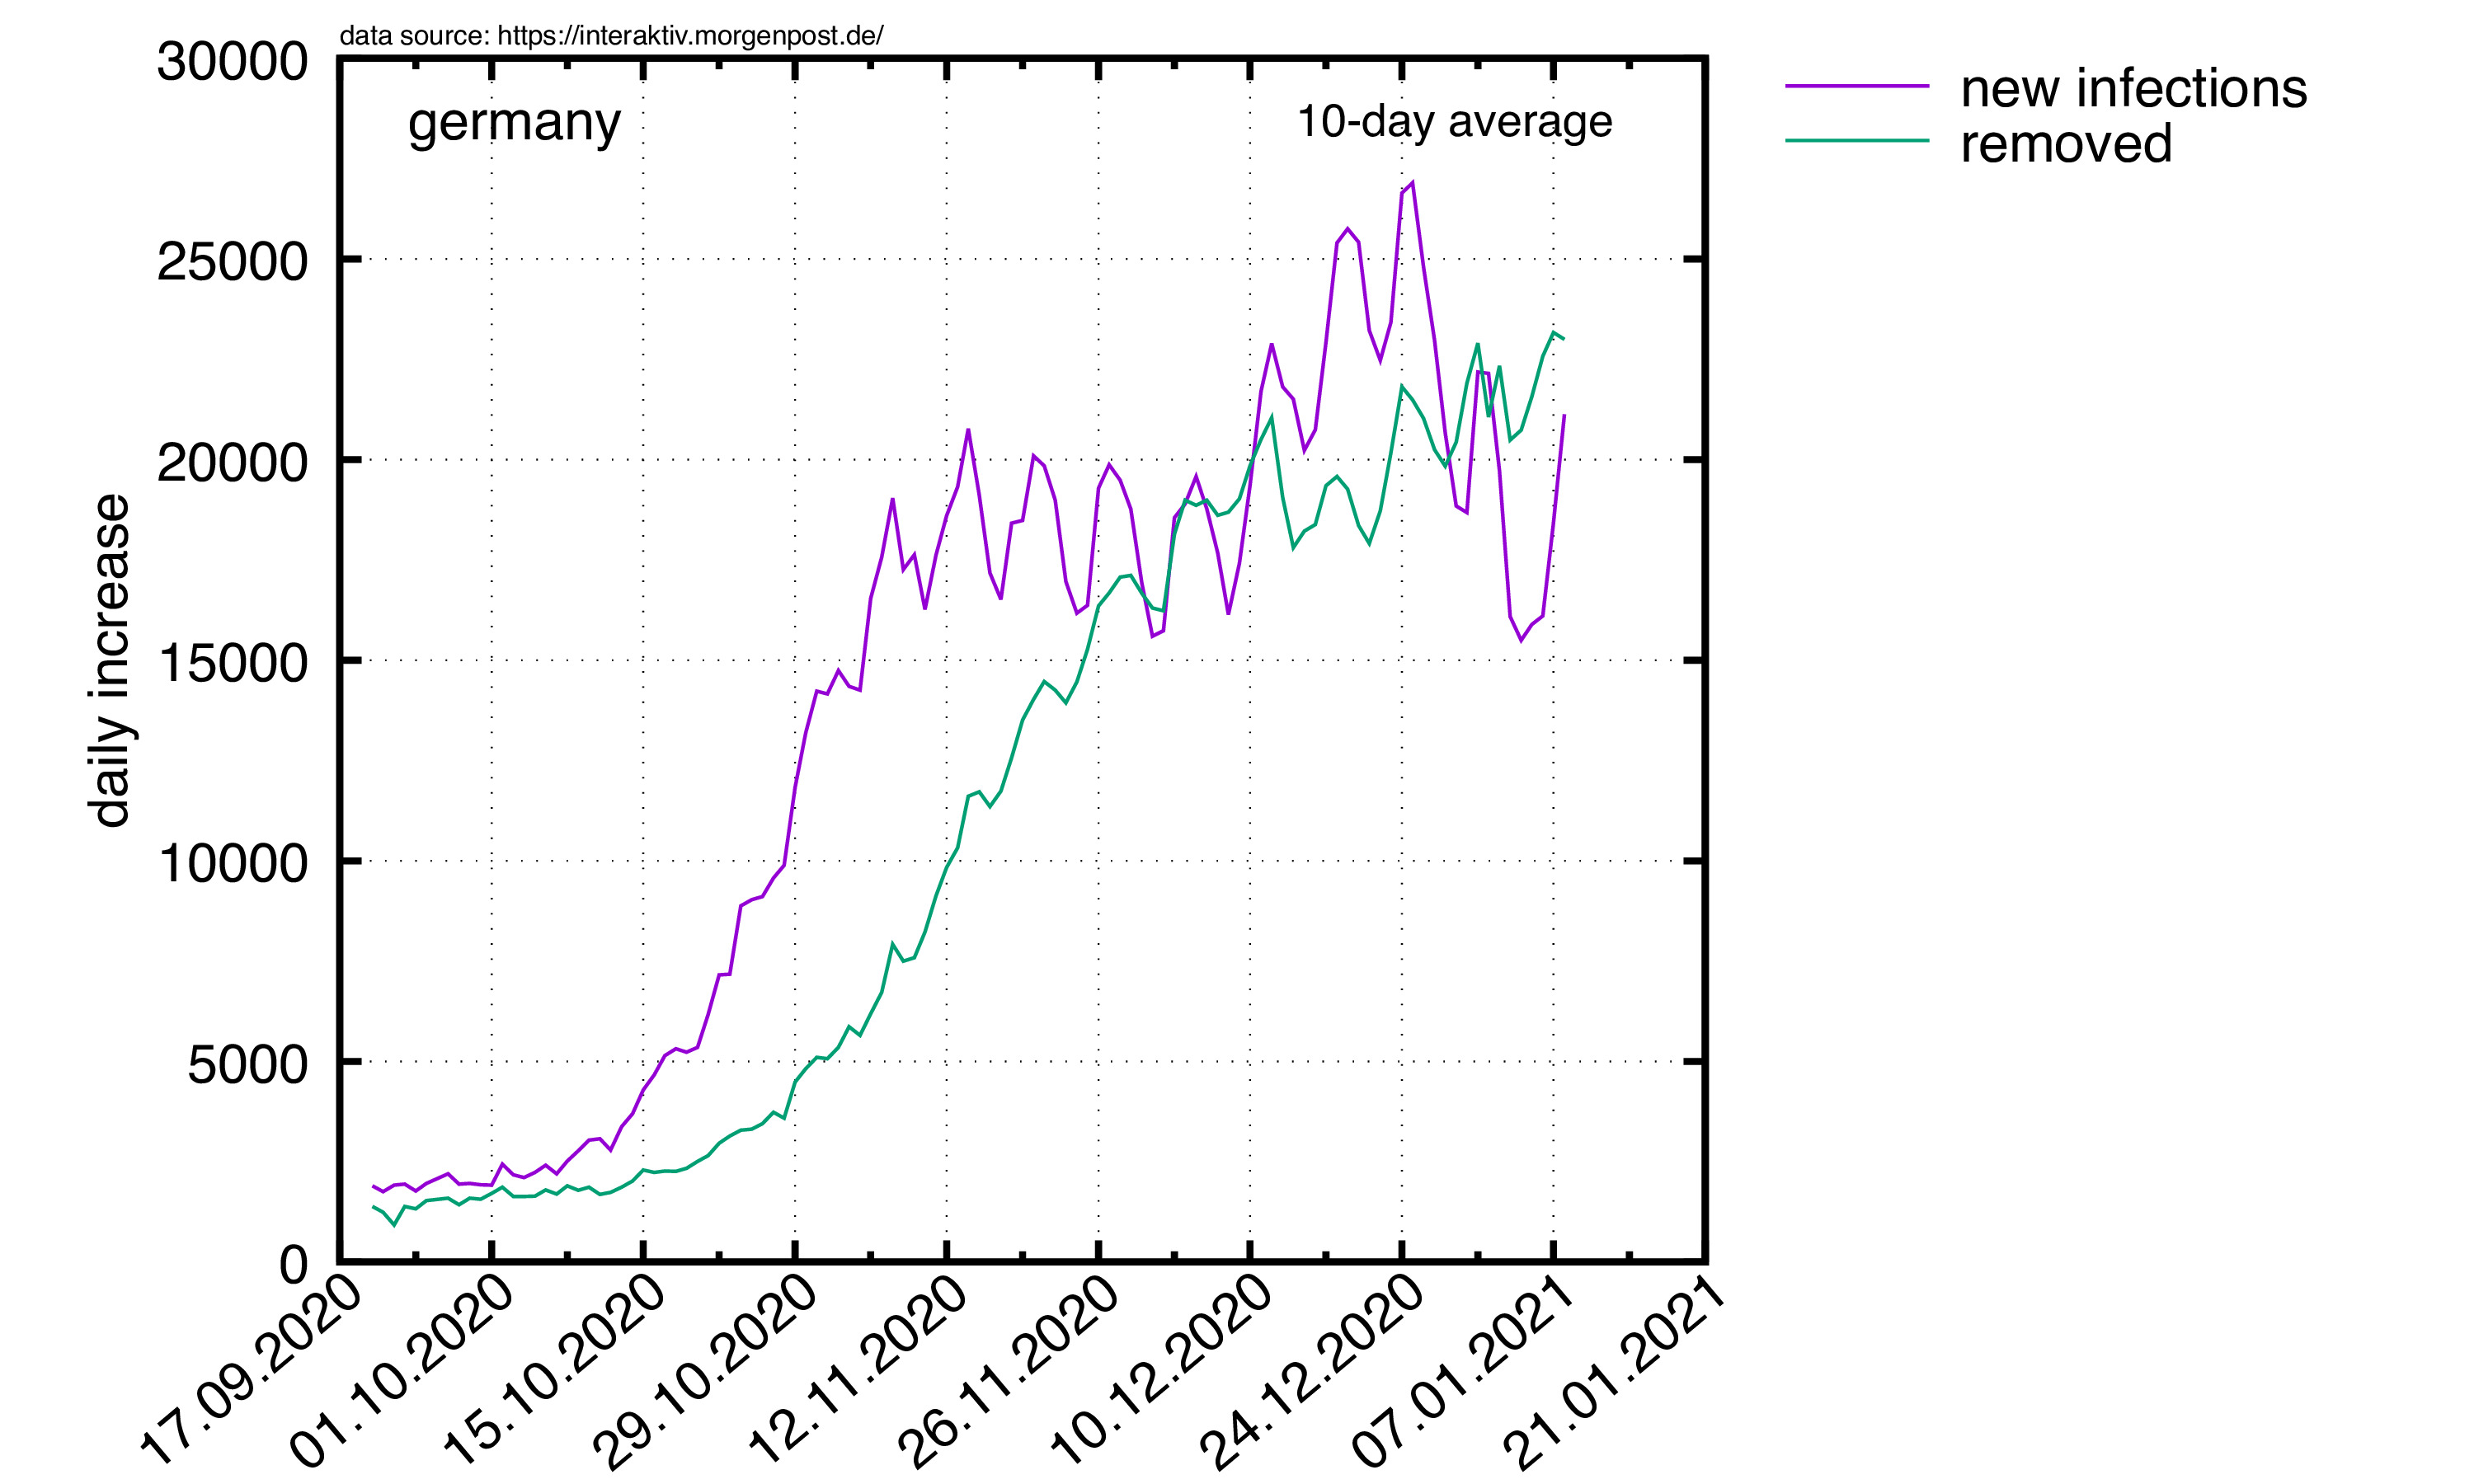 data source: https://interaktiv.morgenpost.de/
germany
10-day average
new infections
removed
daily increase
30000
25000
20000
15000
10000
5000
0
17.09.2020
01.10.2020
15.10.2020
29.10.2020
12.11.2020
26.11.2020
10.12.2020
24.12.2020
07.01.2021
21.01.2021